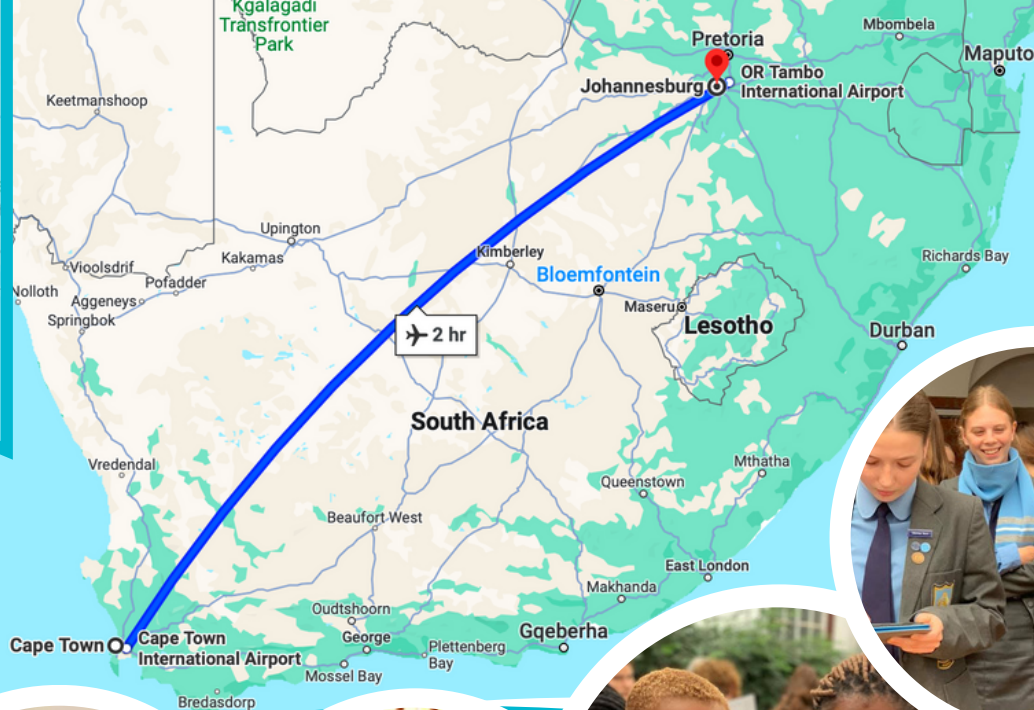 Kgalagadi
Transfrontier
Park
Mbombela
Pretoria
Maputo
OR Tambo
International Airport
Johannesburg
Keetmanshoop
Upington
Kimberley
Kakamas
Vioolsdrif
Richards Bay
Bloemfontein
Pofadder
Nolloth
Aggeneys
Maseru
Springbok
Lesotho
Durban
2 hr
South Africa
Vredendal
Mthatha
Queenstown
Beaufort West
East London
Makhanda
Oudtshoorn
Gqeberha
George
Cape Town
Cape Town
International Airport
Plettenberg
Bay
Mossel Bay
Bredasdorp